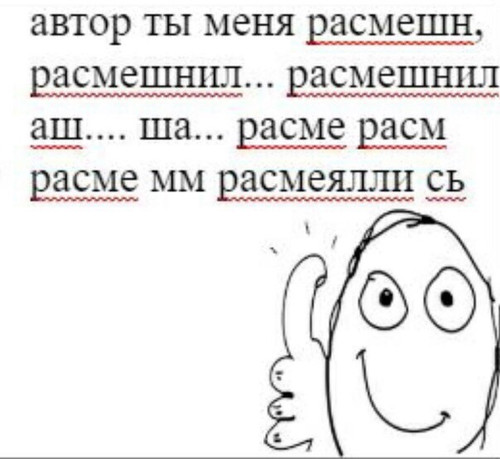 автор ты меня расмешн,
расмешнил... расмешнил
аш.... ша... расме расм
расме мм расмеялли сь